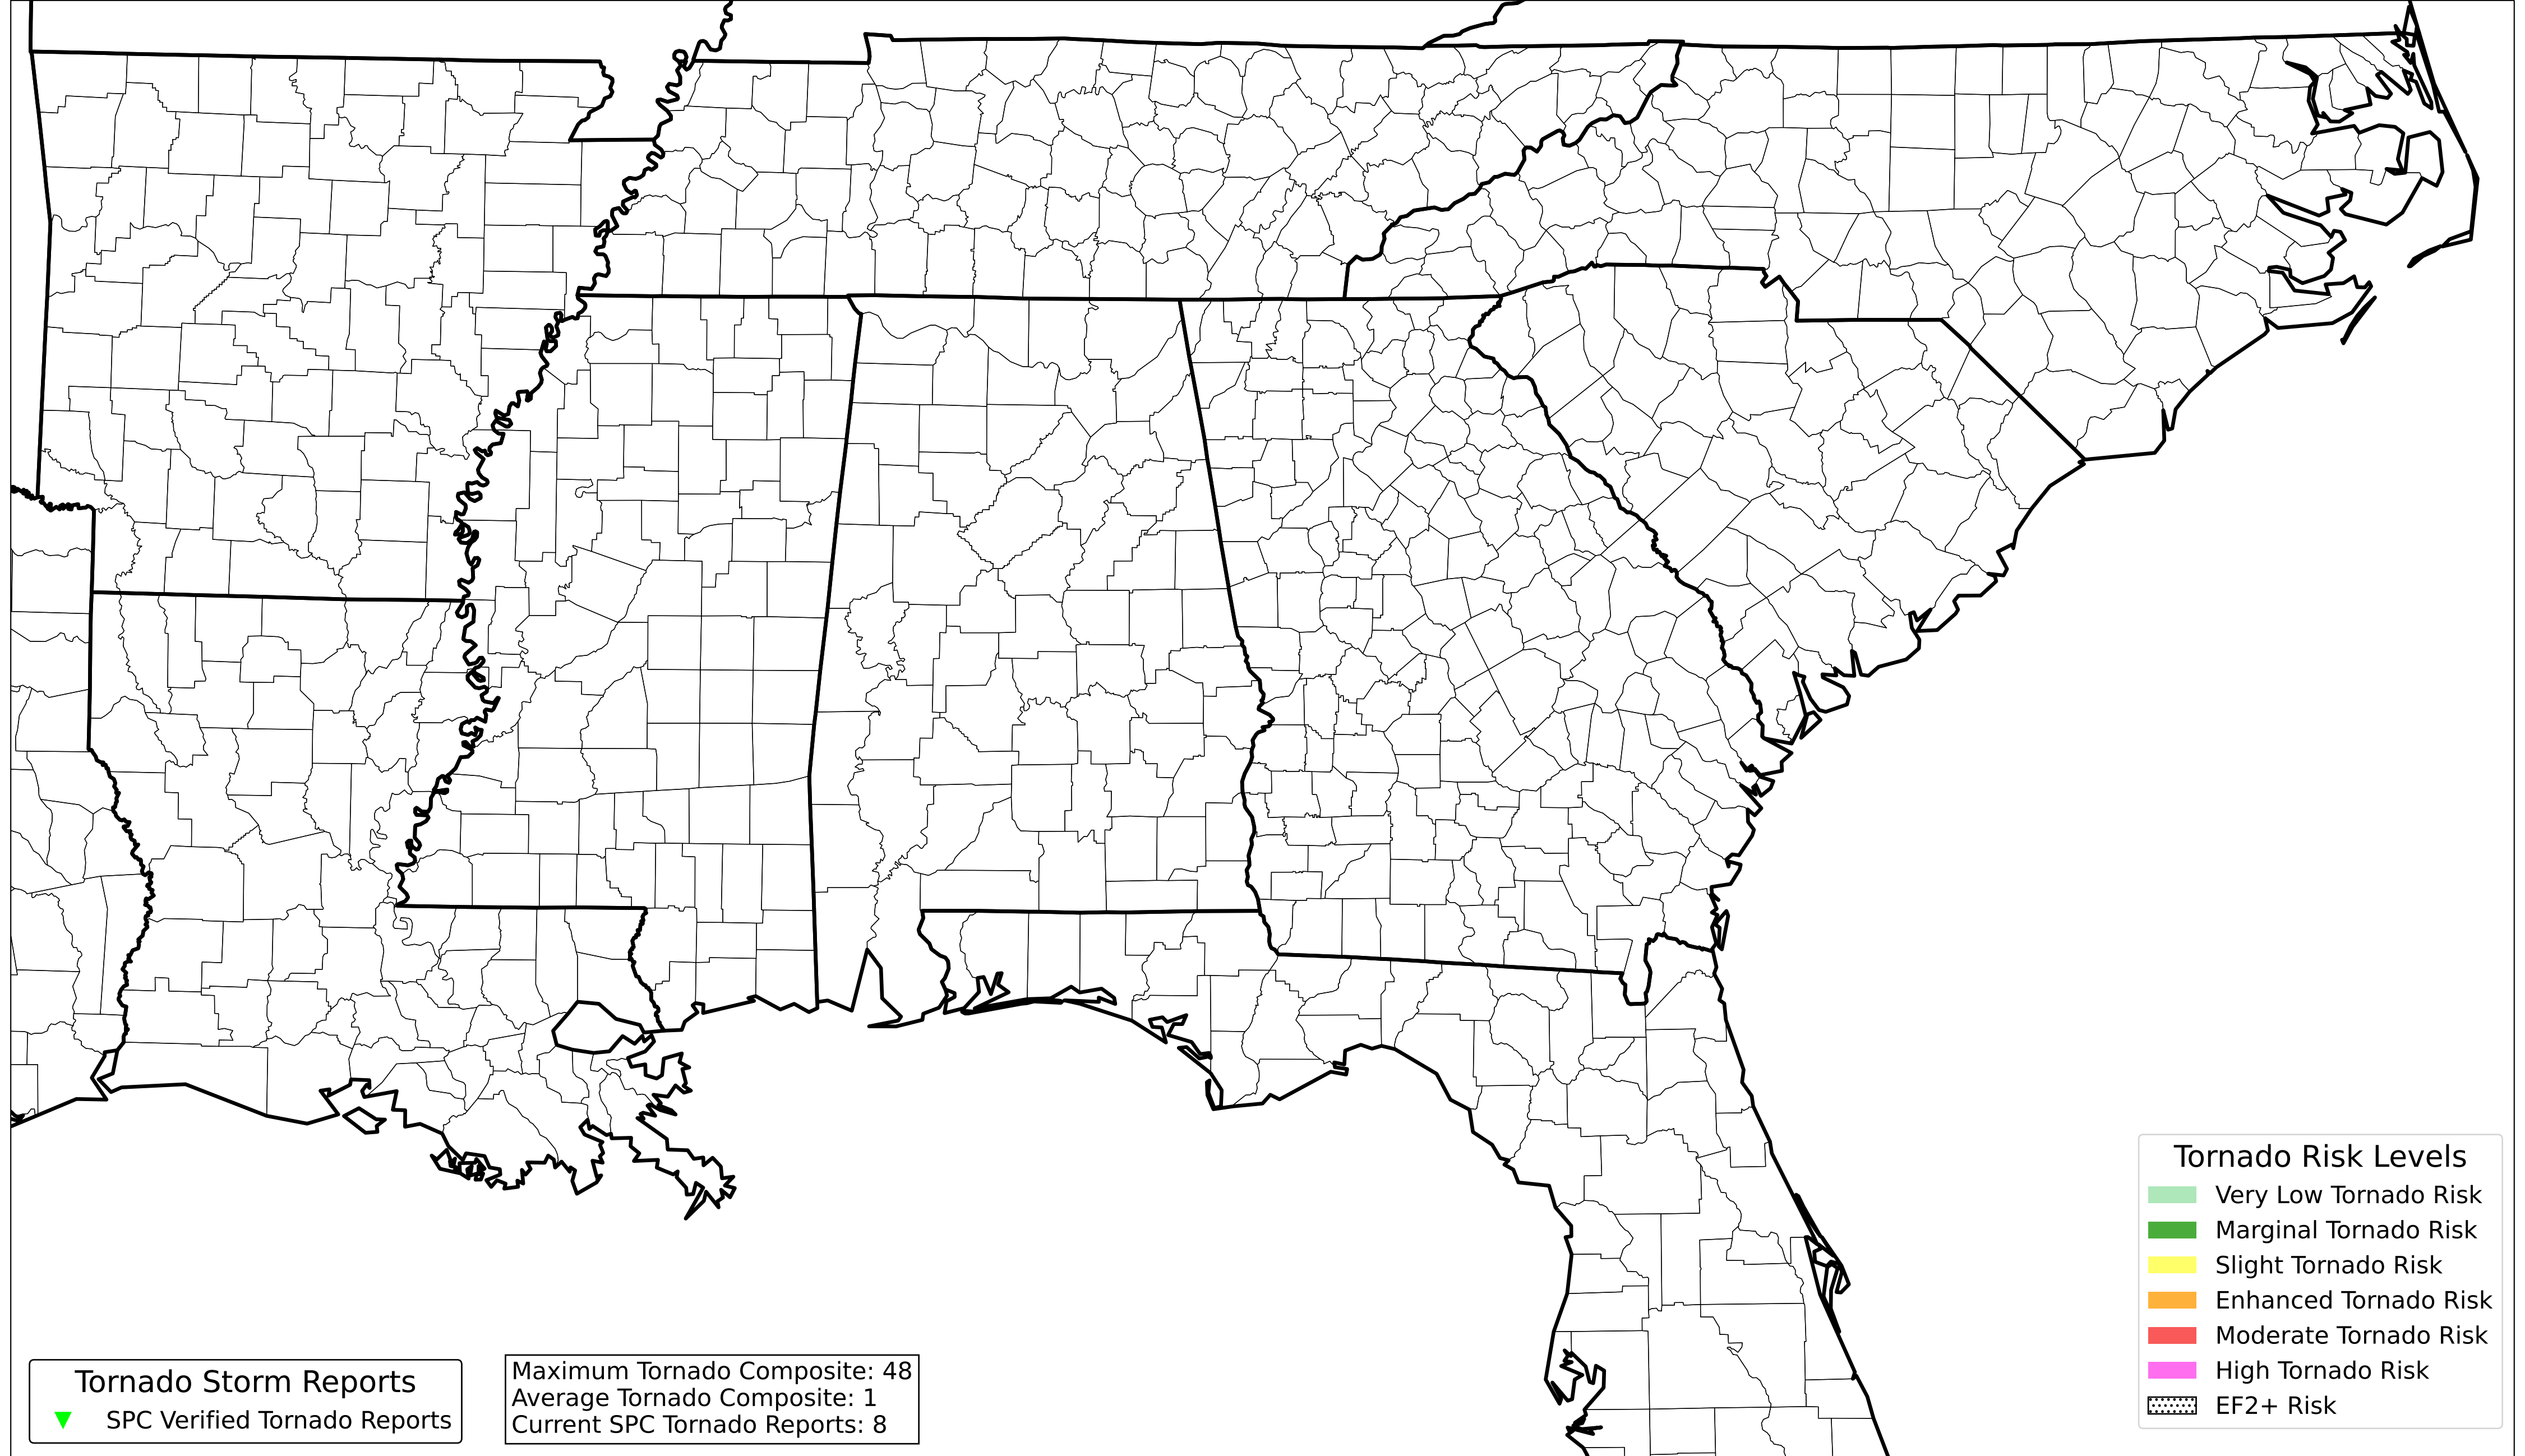 Tornado Storm Reports
SPC Verified Tornado Reports
Maximum Tornado Composite: 48
Average Tornado Composite: 1
Current SPC Tornado Reports: 8
Tornado Risk Levels
Very Low Tornado Risk
Marginal Tornado Risk
Slight Tornado Risk
Enhanced Tornado Risk
Moderate Tornado Risk
High Tornado Risk
EF2+ Risk